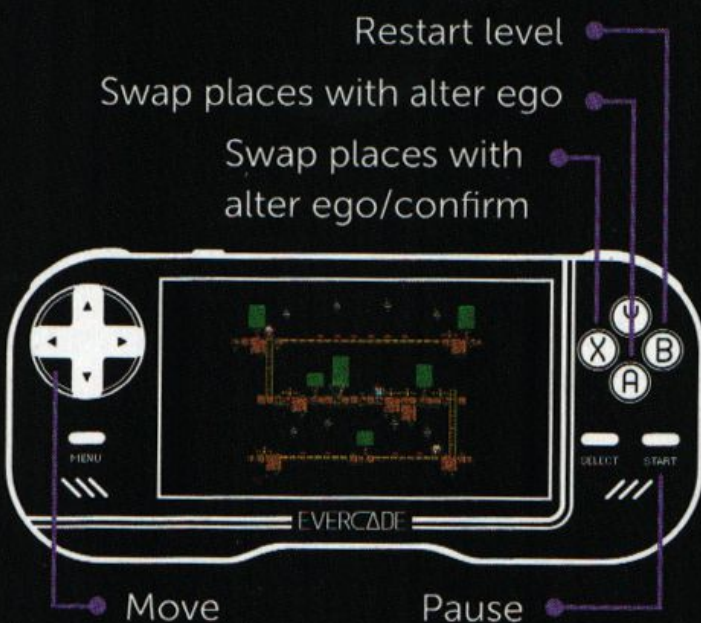 Restart level
Swap places with alter ego
Swap places with
alter ego/confirm
Y
X
B
A
MENU
SELECT
START
EVERCADE
Move
Pause